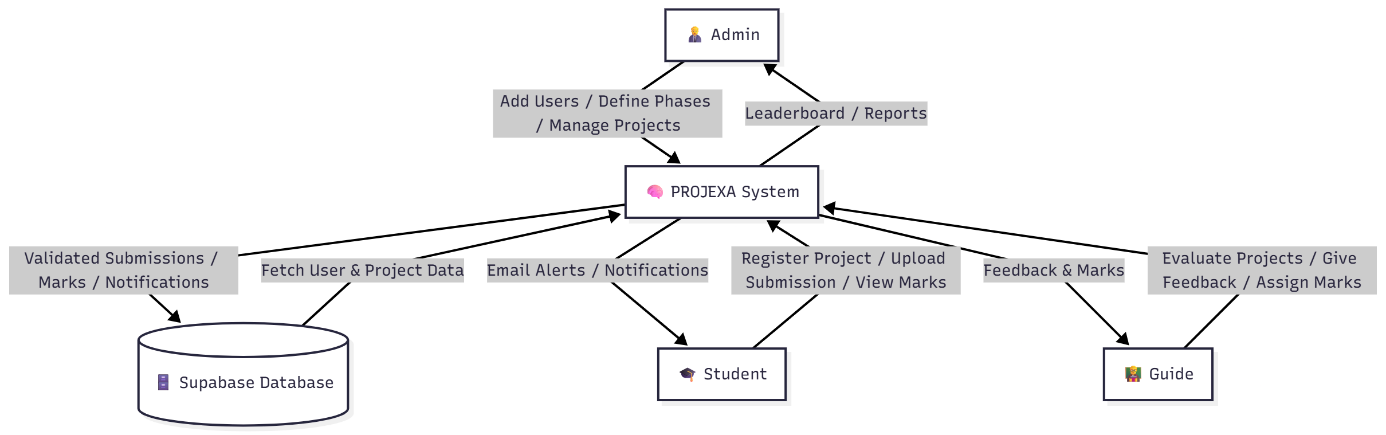 Admin
Add Users / Define Phases
/ Manage Projects
Leaderboard / Reports
PROJEXA System
Validated Submissions /
Marks / Notifications
Fetch User & Project Data
Email Alerts / Notifications
Register Project / Upload
Submission / View Marks
Feedback & Marks
Evaluate Projects / Give
Feedback / Assign Marks
Supabase Database
Student
Guide